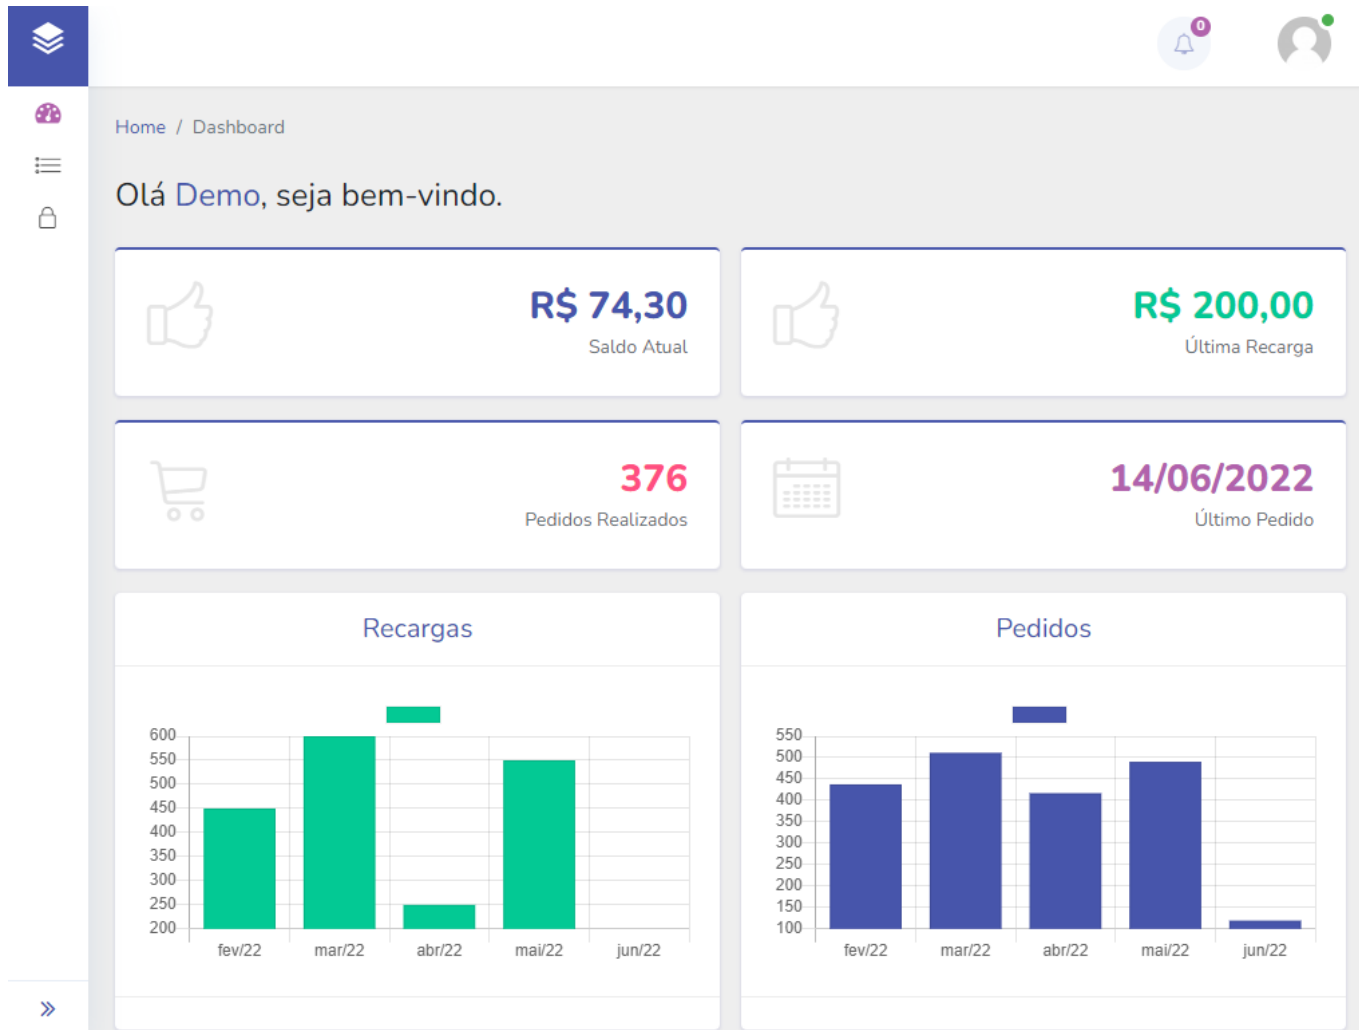 0
Home / Dashboard
Olá Demo, seja bem-vindo.
R$ 74,30
Saldo Atual
R$ 200,00
Última Recarga
376
Pedidos Realizados
14/06/2022
Último Pedido
Recargas
600
550
500
450
400
350
300
250
200
fev/22 mar/22 abr/22 mai/22 jun/22
Pedidos
550
500
450
400
350
300
250
200
150
100
fev/22 mar/22 abr/22 mai/22 jun/22